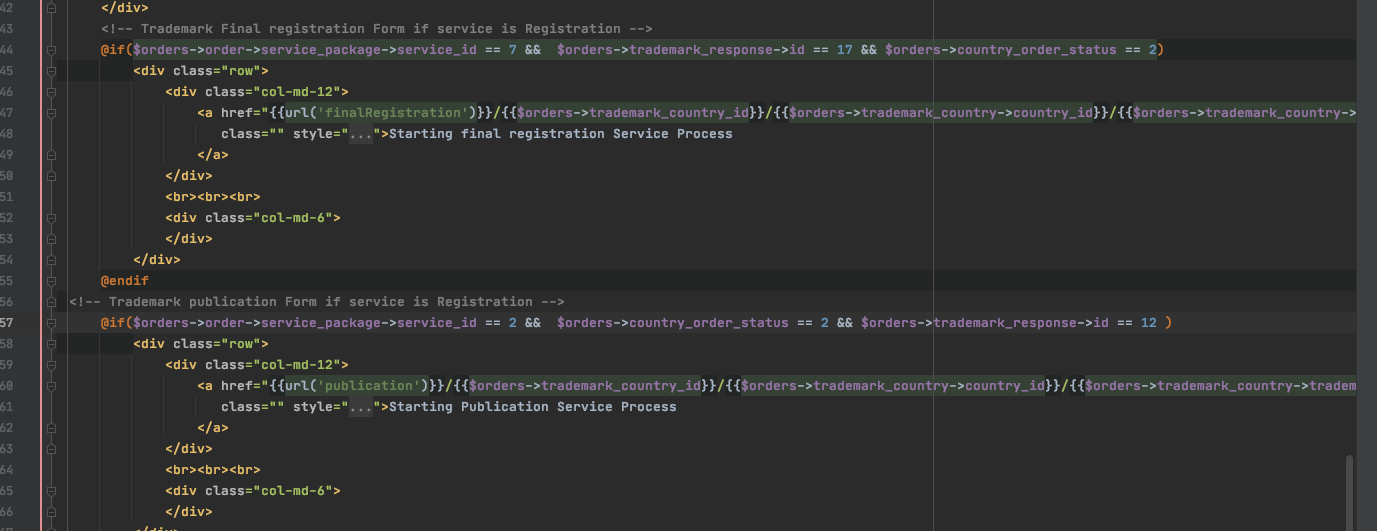 42 </div>
43 <!-- Trademark Final registration Form if service is Registration -->
44 @if($orders->order->service_package->service_id == 7 &&  $orders->trademark_response->id == 17 && $orders->country_order_status == 2)
45 <div class="row">
46 <div class="col-md-12">
47 <a href="{{url('finalRegistration')}}/{{$orders->trademark_country_id}}/{{$orders->trademark_country->country_id}}/{{$orders->trademark_country->
48 class="" style="...">Starting final registration Service Process
49 </a>
50 </div>
51 <br><br><br>
52 <div class="col-md-6">
53 </div>
54 </div>
55 @endif
56 <!-- Trademark publication Form if service is Registration -->
57 @if($orders->order->service_package->service_id == 2 &&  $orders->country_order_status == 2 && $orders->trademark_response->id == 12 )
58 <div class="row">
59 <div class="col-md-12">
60 <a href="{{url('publication')}}/{{$orders->trademark_country_id}}/{{$orders->trademark_country->country_id}}/{{$orders->trademark_country->tradem
61 class="" style="...">Starting Publication Service Process
62 </a>
63 </div>
64 <br><br><br>
65 <div class="col-md-6">
66 </div>
67 </div>